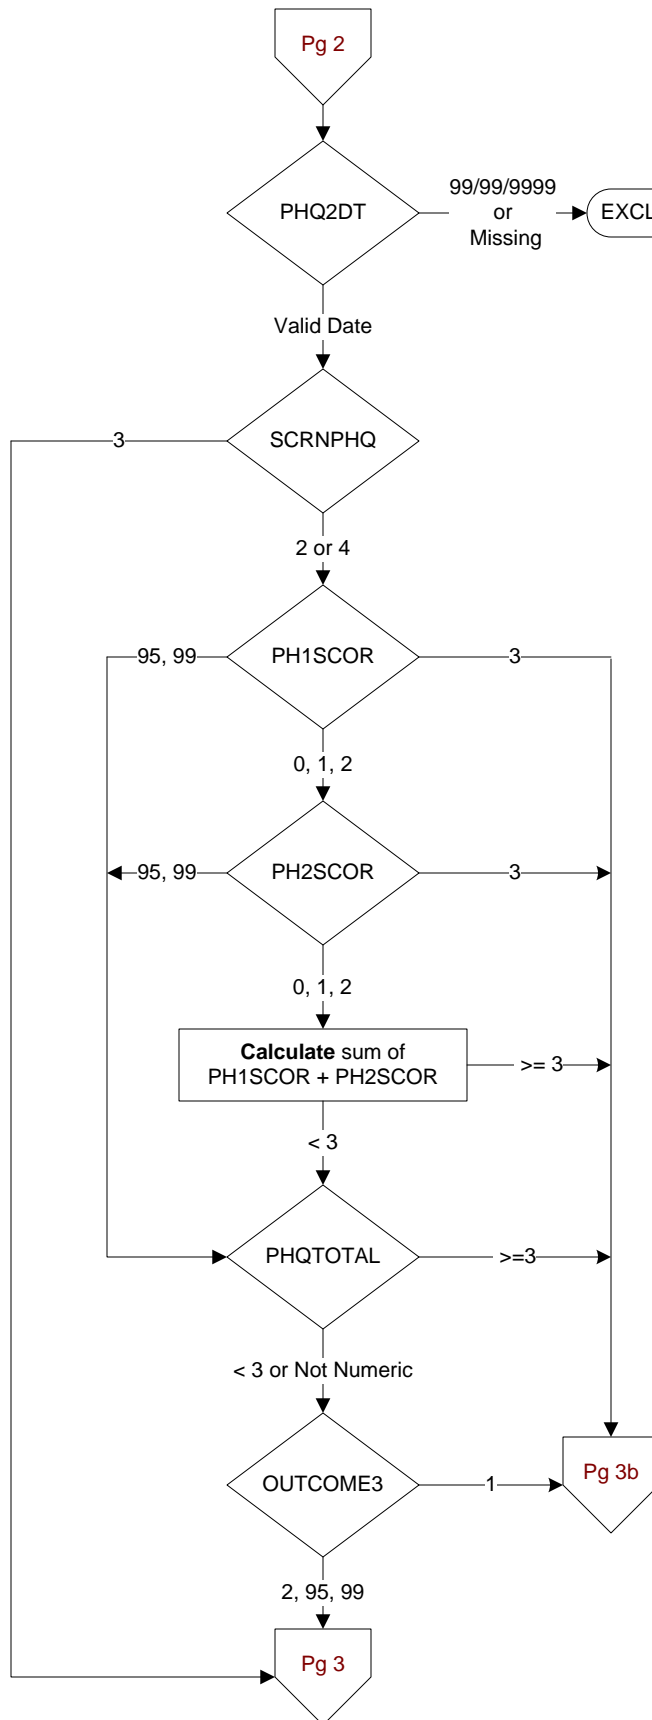 Pg 2
PHQ2DT
99/99/9999
or
Missing
EXCL
Valid Date
SCRNPHQ
3
2 or 4
PH1SCOR
95, 99
3
0, 1, 2
PH2SCOR
95, 99
3
0, 1, 2
Calculate sum of
PH1SCOR + PH2SCOR
>= 3
< 3
PHQTOTAL
>=3
< 3 or Not Numeric
OUTCOME3
1
Pg 3b
2, 95, 99
Pg 3